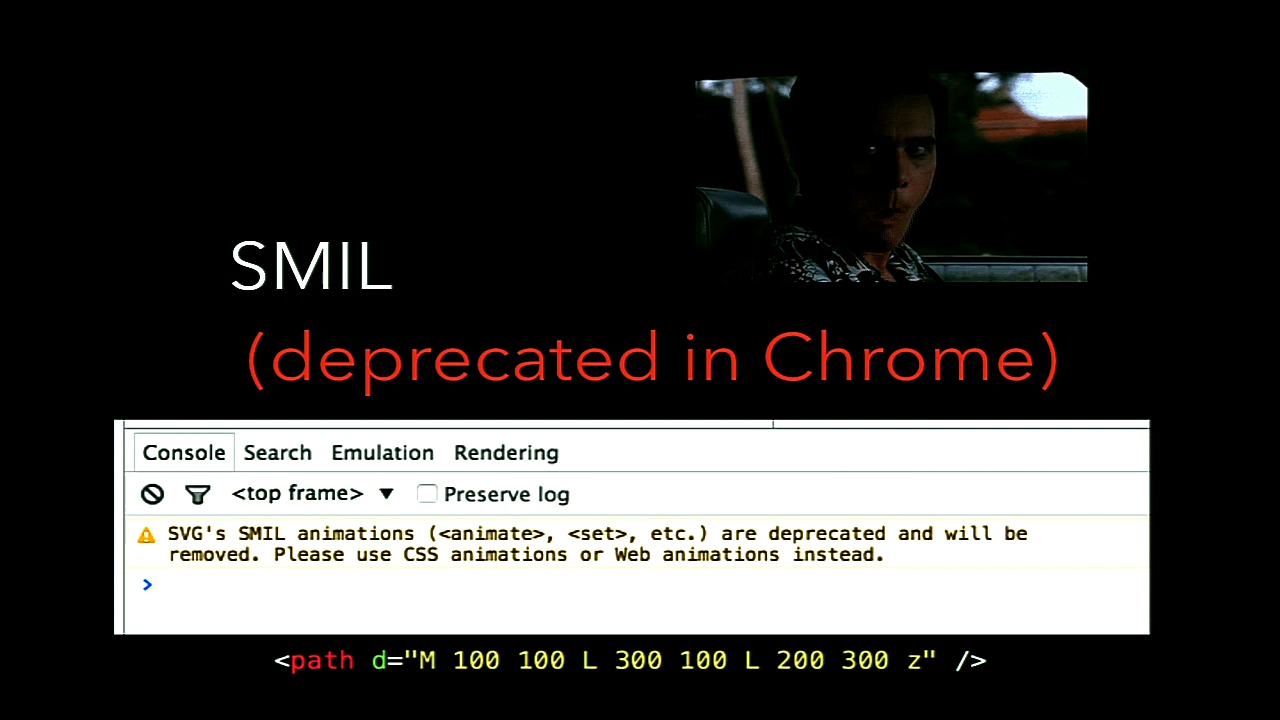 SMIL
(deprecated in Chrome)
Console Search Emulation Rendering
<top frame> ▼ Preserve log
SVG's SMIL animations (<animate>, <set>, etc.) are deprecated and will be
removed. Please use CSS animations or Web animations instead.
>
<path d="M 100 100 L 300 100 L 200 300 z" />